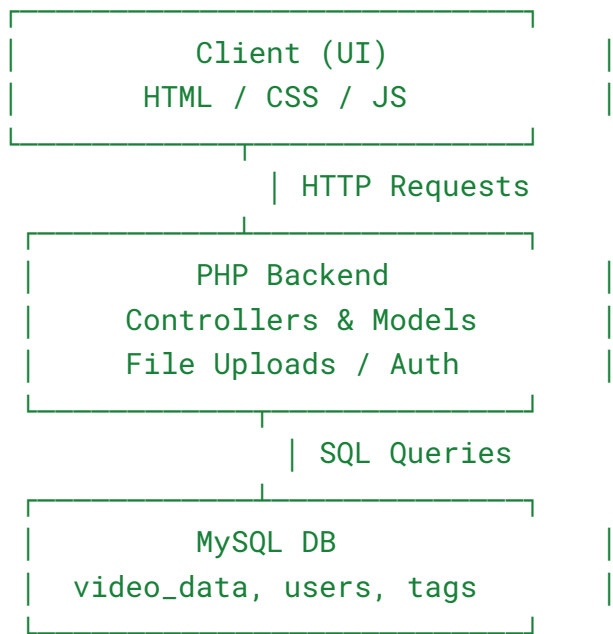 Client (UI)
HTML / CSS / JS
HTTP Requests
PHP Backend
Controllers & Models
File Uploads / Auth
SQL Queries
MySQL DB
video_data, users, tags